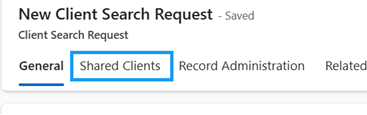 New Client Search Request - Saved
Client Search Request
General Shared Clients Record Administration Related